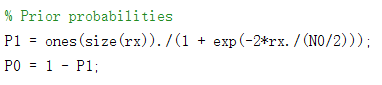 % Prior probabilities
P1 = ones(size(rx))./(1 + exp(-2*rx./(N0/2)));
P0 = 1 - P1;